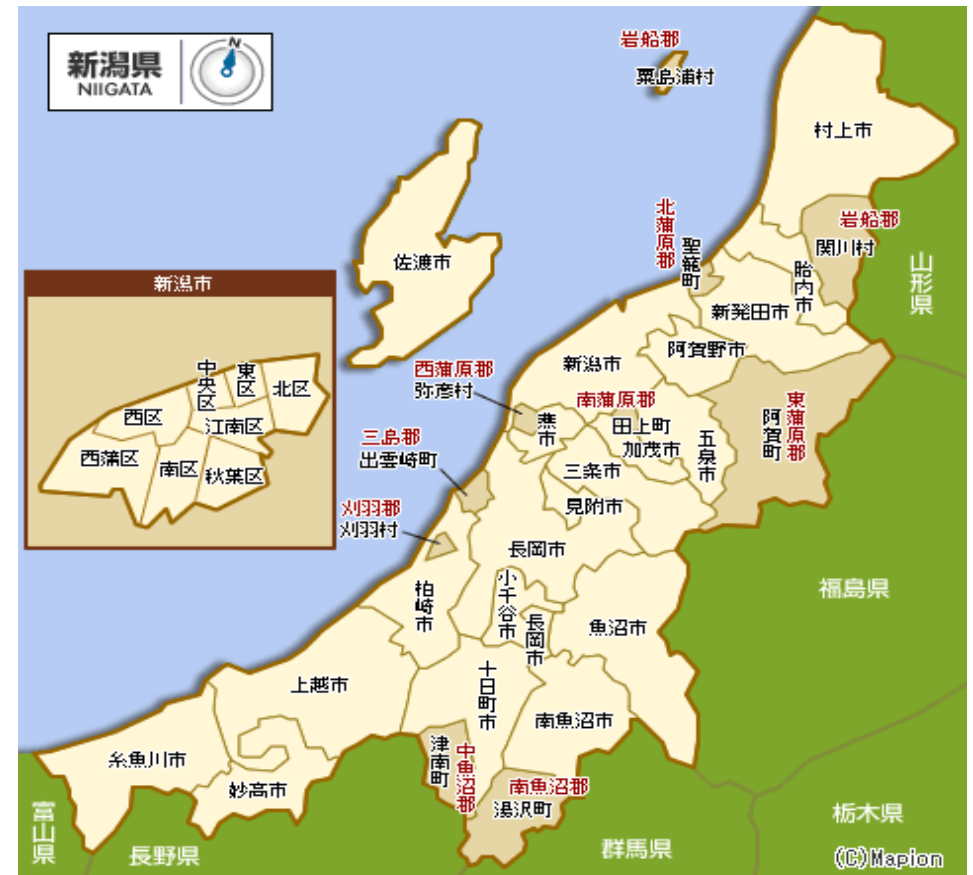 新潟県
NIIGATA
N
岩船郡
粟島浦村
村上市
岩船郡
関川村
北蒲原郡
聖籠町
胎内市
山形県
佐渡市
新発田市
新潟市
阿賀野市
新潟市
中央区
東区
北区
西区
江南区
西蒲区
南区
秋葉区
西蒲原郡
弥彦村
燕市
南蒲原郡
田上町
加茂市
五泉市
東蒲原郡
阿賀町
三島郡
出雲崎町
三条市
刈羽郡
刈羽村
見附市
長岡市
福島県
柏崎市
小千谷市
長岡市
魚沼市
上越市
十日町市
南魚沼市
糸魚川市
妙高市
津南町
中魚沼郡
南魚沼郡
湯沢町
富山県
長野県
群馬県
栃木県
(C)Mapion